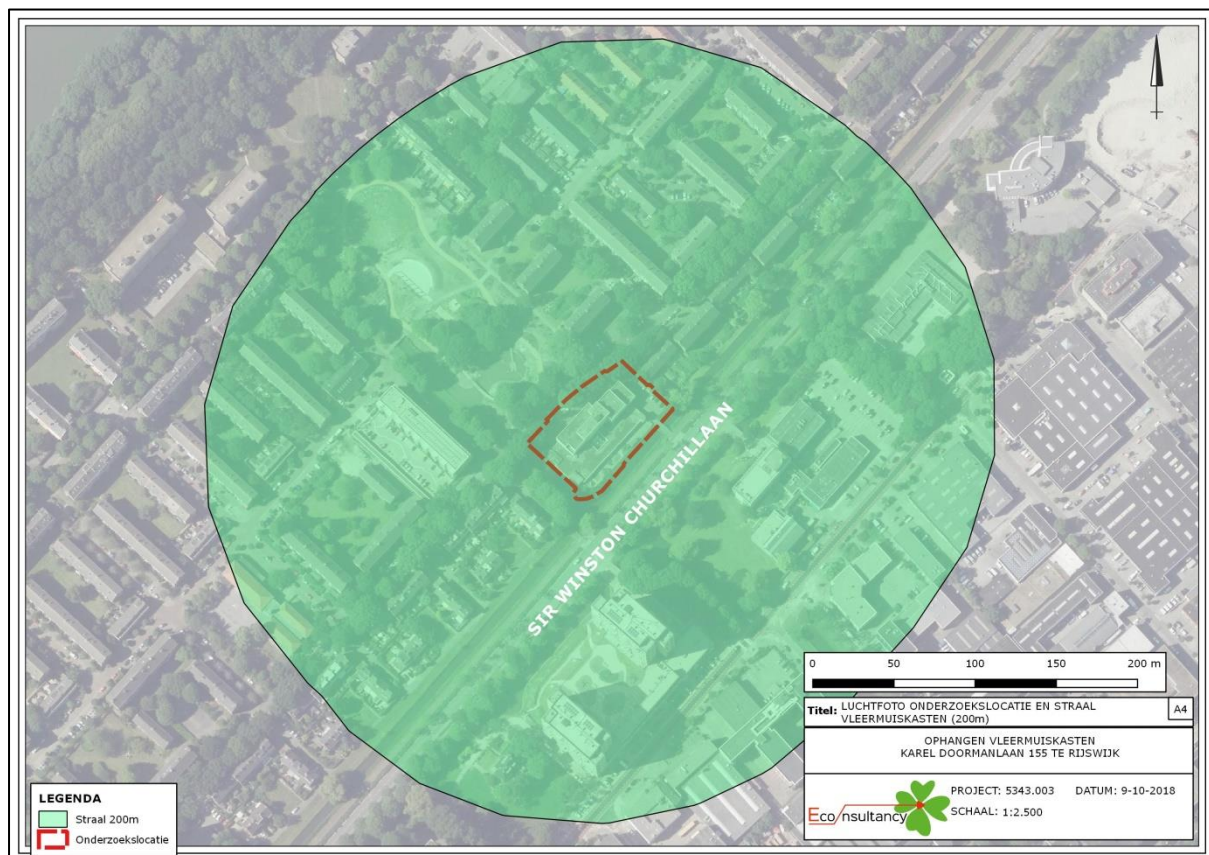 SIR WINSTON CHURCHILLAAN
0 50 100 150 200 m
Titel: LUCHTFOTO ONDERZOEKSLOCATIE EN STRAAL
VLEERMUISKASTEN (200m)
A4
OPHANGEN VLEERMUISKASTEN
KAREL DOORMANLAAN 155 TE RIJSWIJK
Econsultancy
PROJECT: 5343.003 DATUM: 9-10-2018
SCHAAL: 1:2.500
LEGENDA
Straal 200m
Onderzoekslocatie